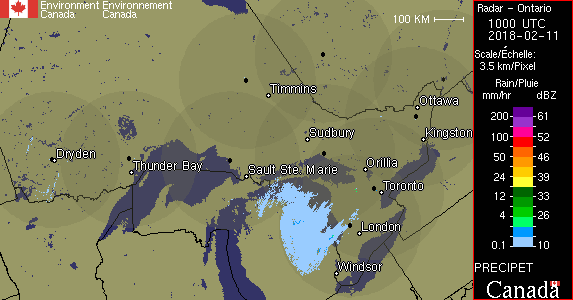 Environment Environnement
Canada Canada
100 KM
Radar - Ontario
1000 UTC
2018-02-11
Scale/Échelle:
3.5 km/Pixel
Rain/Pluie
mm/hr dBZ
200 61
100 52
50 46
24 39
12 33
4 26
1 18
0.1 10
PRECIPET
Canada
Timmins
Ottawa
Sudbury
Kingston
Dryden
Thunder Bay
Sault Ste. Marie
Orillia
Toronto
London
Windsor